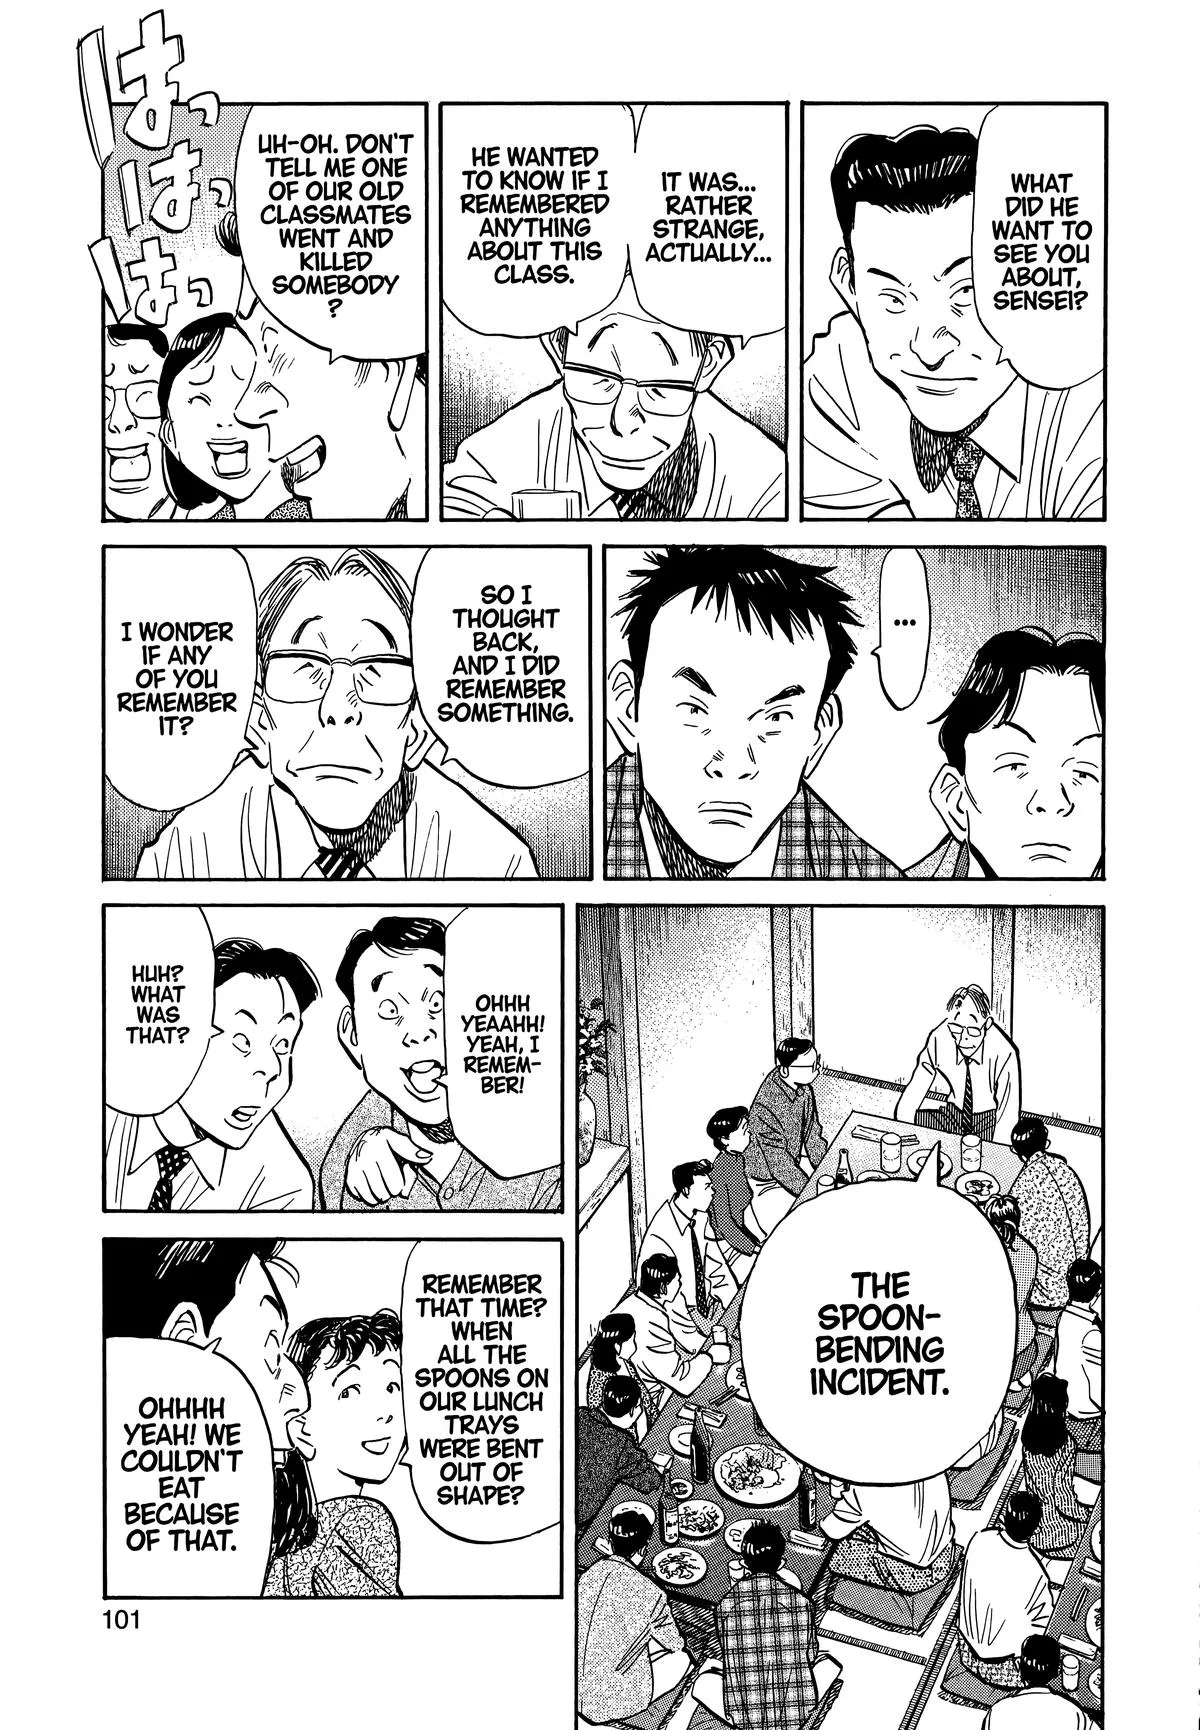 WHAT
DID HE
WANT TO
SEE YOU
ABOUT,
SENSEI?
IT WAS...
RATHER
STRANGE,
ACTUALLY...
HE WANTED
TO KNOW IF I
REMEMBERED
ANYTHING
ABOUT THIS
CLASS.
UH-OH. DON'T
TELL ME ONE
OF OUR OLD
CLASSMATES
WENT AND
KILLED
SOMEBODY
?
はっ
はっ
はっ
...
SO I
THOUGHT
BACK,
AND I DID
REMEMBER
SOMETHING.
I WONDER
IF ANY
OF YOU
REMEMBER
IT?
THE
SPOON-
BENDING
INCIDENT.
OHHH
YEAAHH!
YEAH, I
REMEM-
BER!
HUH?
WHAT
WAS
THAT?
REMEMBER
THAT TIME?
WHEN
ALL THE
SPOONS ON
OUR LUNCH
TRAYS
WERE BENT
OUT OF
SHAPE?
OHHHH
YEAH! WE
COULDN'T
EAT
BECAUSE
OF THAT.
101